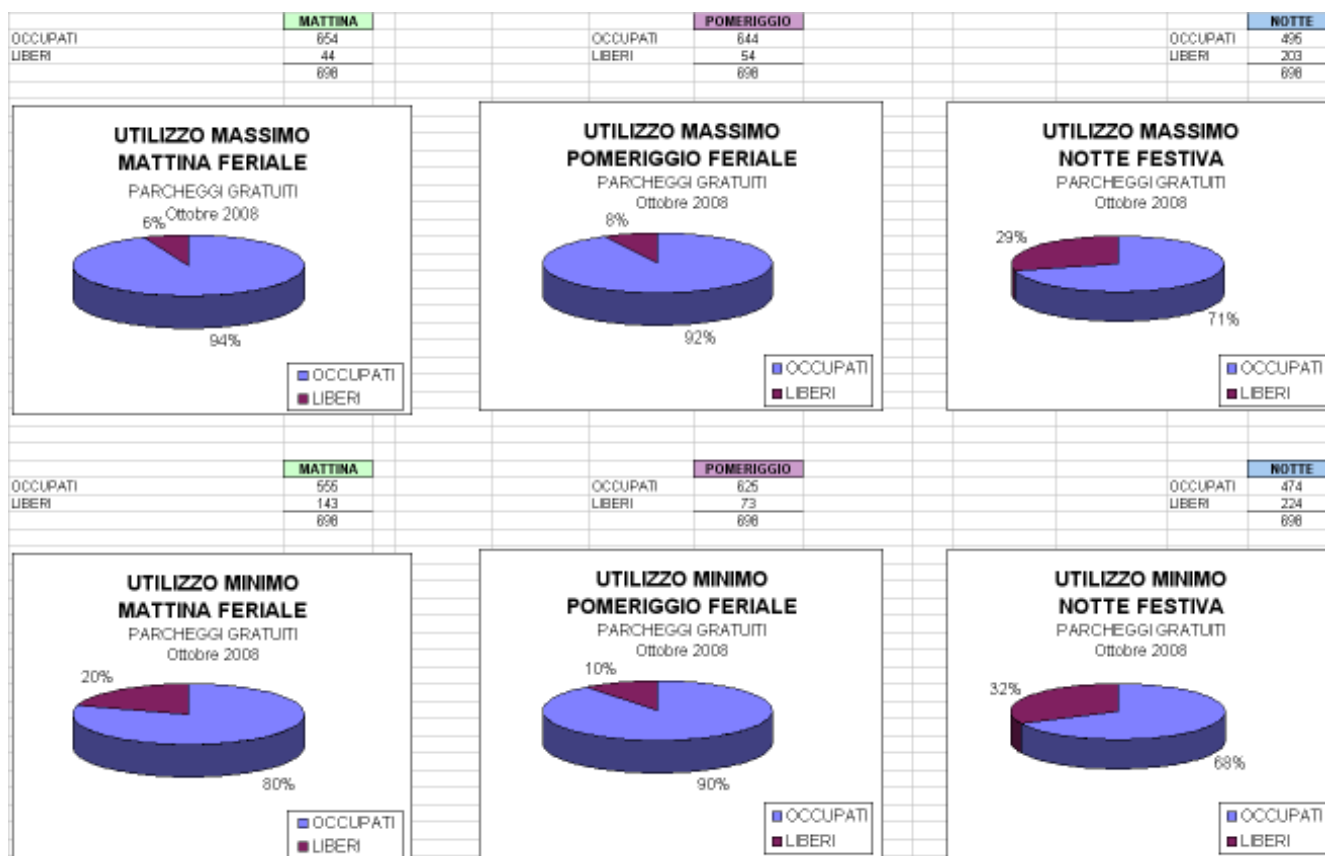 MATTINA POMERIGGIO NOTTE
OCCUPATI 654 OCCUPATI 644 OCCUPATI 495
LIBERI 44 LIBERI 54 LIBERI 203
698 698 698
UTILIZZO MASSIMO
MATTINA FERIALE
PARCHEGGI GRATUITI
Ottobre 2008
6%
94%
OCCUPATI
LIBERI
UTILIZZO MASSIMO
POMERIGGIO FERIALE
PARCHEGGI GRATUITI
Ottobre 2008
8%
92%
OCCUPATI
LIBERI
UTILIZZO MASSIMO
NOTTE FESTIVA
PARCHEGGI GRATUITI
Ottobre 2008
29%
71%
OCCUPATI
LIBERI
MATTINA POMERIGGIO NOTTE
OCCUPATI 555 OCCUPATI 625 OCCUPATI 474
LIBERI 143 LIBERI 73 LIBERI 224
698 698 698
UTILIZZO MINIMO
MATTINA FERIALE
PARCHEGGI GRATUITI
Ottobre 2008
20%
80%
OCCUPATI
LIBERI
UTILIZZO MINIMO
POMERIGGIO FERIALE
PARCHEGGI GRATUITI
Ottobre 2008
10%
90%
OCCUPATI
LIBERI
UTILIZZO MINIMO
NOTTE FESTIVA
PARCHEGGI GRATUITI
Ottobre 2008
32%
68%
OCCUPATI
LIBERI